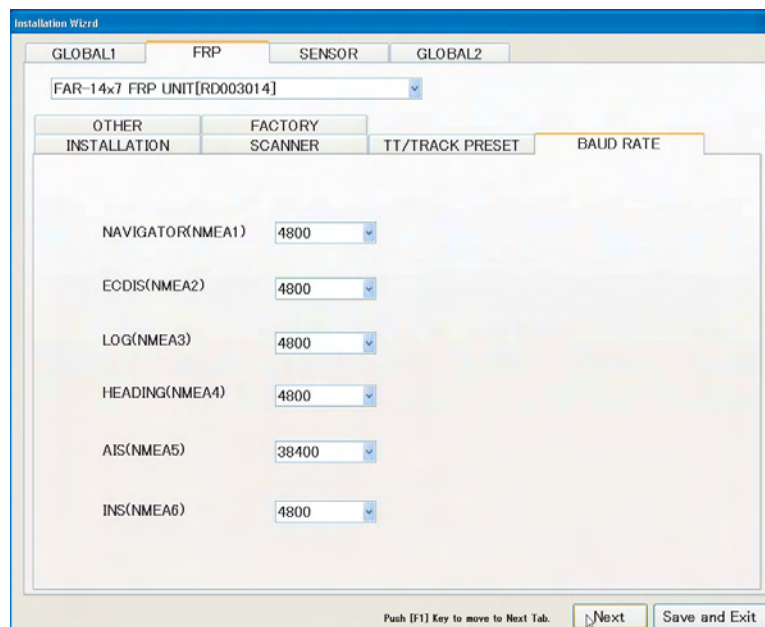 Installation Wizrd
GLOBAL1 FRP SENSOR GLOBAL2
FAR-14x7 FRP UNIT[RD003014]
OTHER FACTORY
INSTALLATION SCANNER TT/TRACK PRESET BAUD RATE
NAVIGATOR(NMEA1) 4800
ECDIS(NMEA2) 4800
LOG(NMEA3) 4800
HEADING(NMEA4) 4800
AIS(NMEA5) 38400
INS(NMEA6) 4800
Push [F1] Key to move to Next Tab. Next Save and Exit